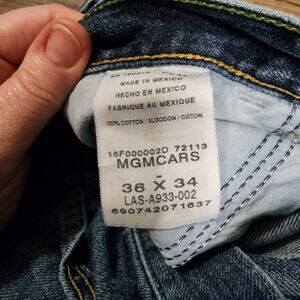 MADE IN MEXICO
HECHO EN MEXICO
FABRIQUE AU MEXIQUE
100% COTTON / ALGODON / COTON
16F000002D 72113
MGMCARS
-
36 X 34
LAS-A933-002
690742071637